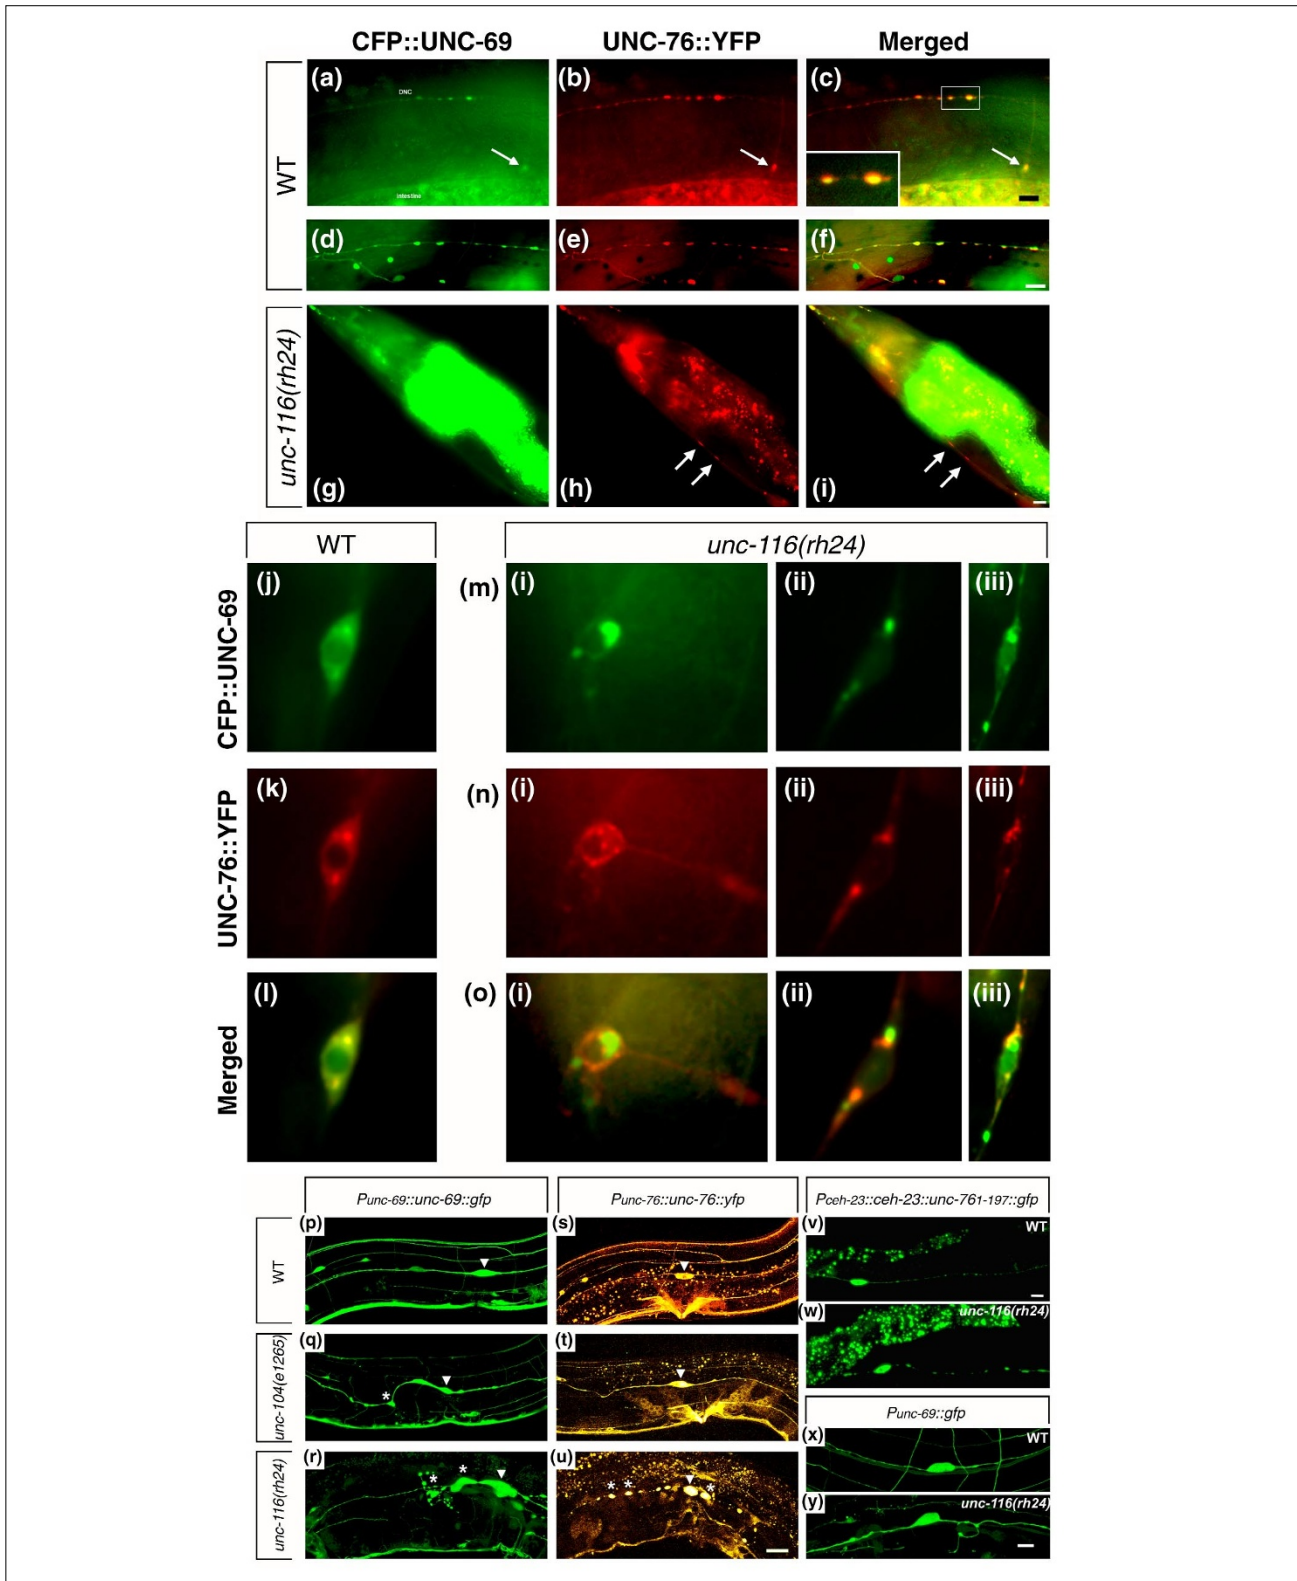 CFP::UNC-69 UNC-76::YFP Merged
WT
(a) (b) (c)
DNC
Intestine
(d) (e) (f)
unc-116(rh24)
(g) (h) (i)
WT unc-116(rh24)
CFP::UNC-69
(j) (m) (i) (ii) (iii)
UNC-76::YFP
(k) (n) (i) (ii) (iii)
Merged
(l) (o) (i) (ii) (iii)
Punc-69::unc-69::gfp Punc-76::unc-76::yfp Pceh-23::ceh-23::unc-761-197::gfp
WT
(p) (s) (v) WT
(w) unc-116(rh24)
unc-104(e1265)
(q) * (t)
Punc-69::gfp
(x) WT
unc-116(rh24)
(r) * * (u) * * *
(y) unc-116(rh24)